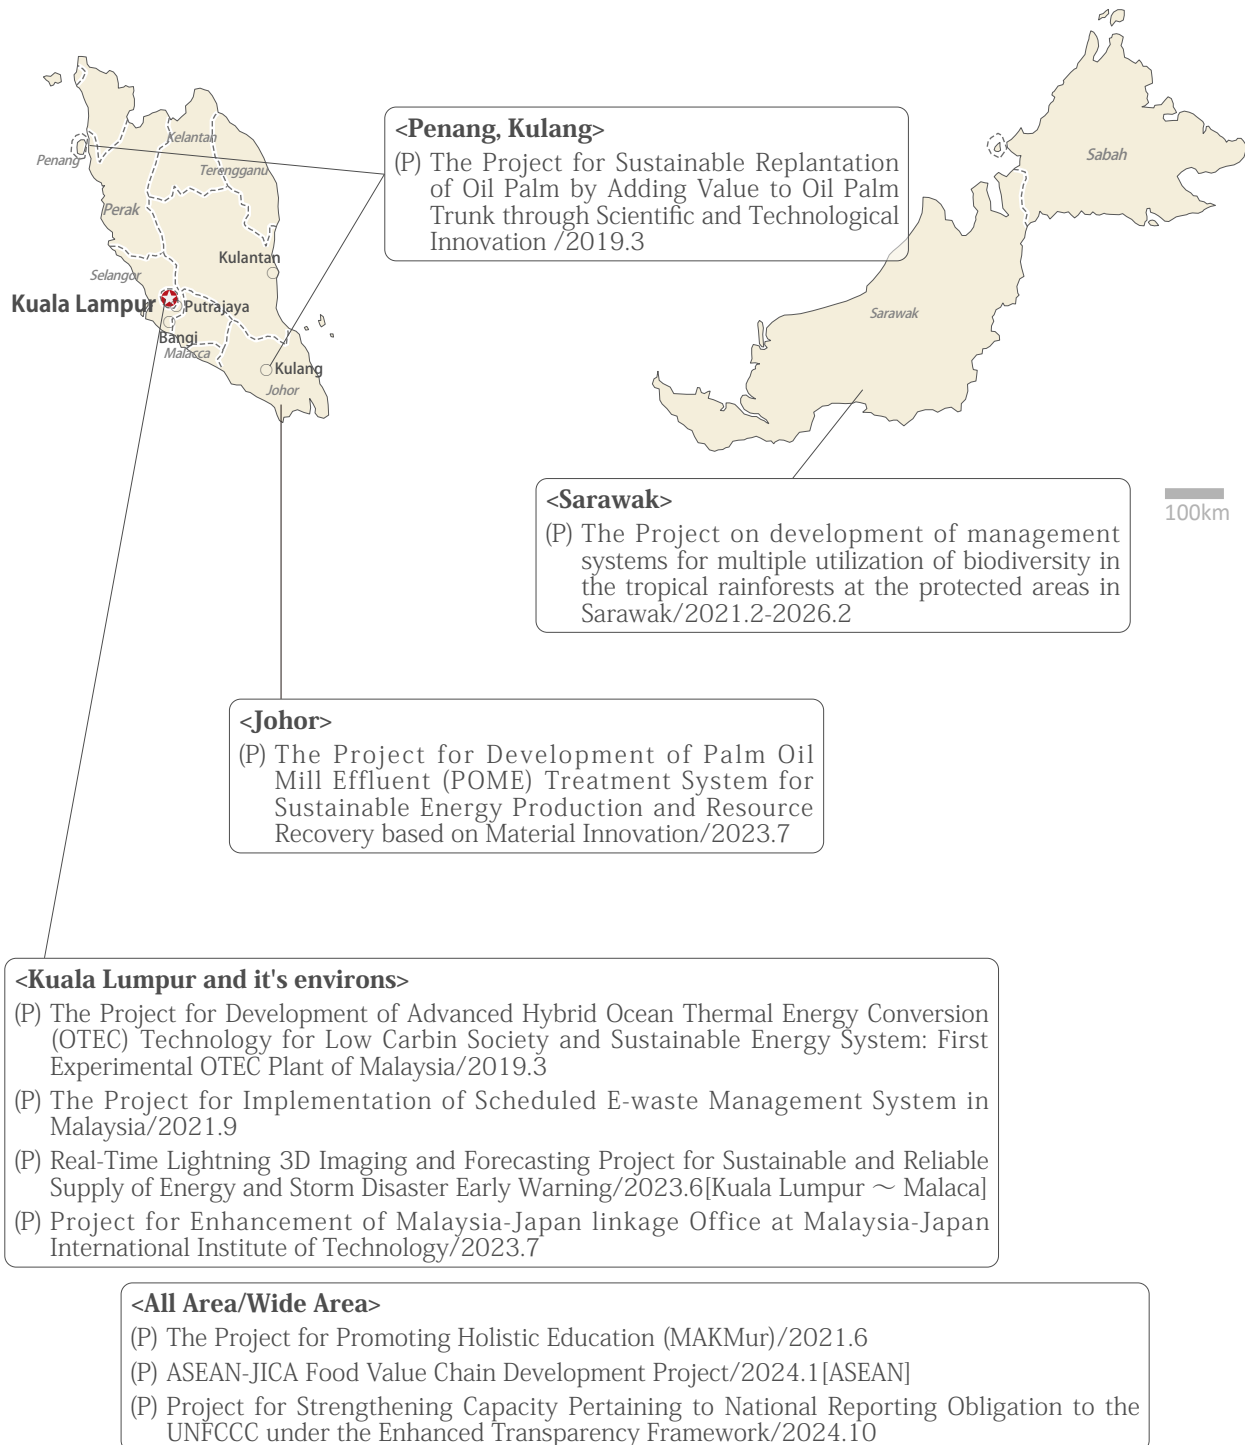 Kelantan
Penang
Terengganu
Perak
Kulantan
Selangor
Kuala Lampur
Putrajaya
Bangi
Malacca
Kulang
Johor
Sabah
Sarawak
100km
<Penang, Kulang>
(P) The Project for Sustainable Replantation
of Oil Palm by Adding Value to Oil Palm
Trunk through Scientific and Technological
Innovation /2019.3
<Sarawak>
(P) The Project on development of management
systems for multiple utilization of biodiversity in
the tropical rainforests at the protected areas in
Sarawak/2021.2-2026.2
<Johor>
(P) The Project for Development of Palm Oil
Mill Effluent (POME) Treatment System for
Sustainable Energy Production and Resource
Recovery based on Material Innovation/2023.7
<Kuala Lumpur and it's environs>
(P) The Project for Development of Advanced Hybrid Ocean Thermal Energy Conversion
(OTEC) Technology for Low Carbin Society and Sustainable Energy System: First
Experimental OTEC Plant of Malaysia/2019.3
(P) The Project for Implementation of Scheduled E-waste Management System in
Malaysia/2021.9
(P) Real-Time Lightning 3D Imaging and Forecasting Project for Sustainable and Reliable
Supply of Energy and Storm Disaster Early Warning/2023.6[Kuala Lumpur ～ Malaca]
(P) Project for Enhancement of Malaysia-Japan linkage Office at Malaysia-Japan
International Institute of Technology/2023.7
<All Area/Wide Area>
(P) The Project for Promoting Holistic Education (MAKMur)/2021.6
(P) ASEAN-JICA Food Value Chain Development Project/2024.1[ASEAN]
(P) Project for Strengthening Capacity Pertaining to National Reporting Obligation to the
UNFCCC under the Enhanced Transparency Framework/2024.10